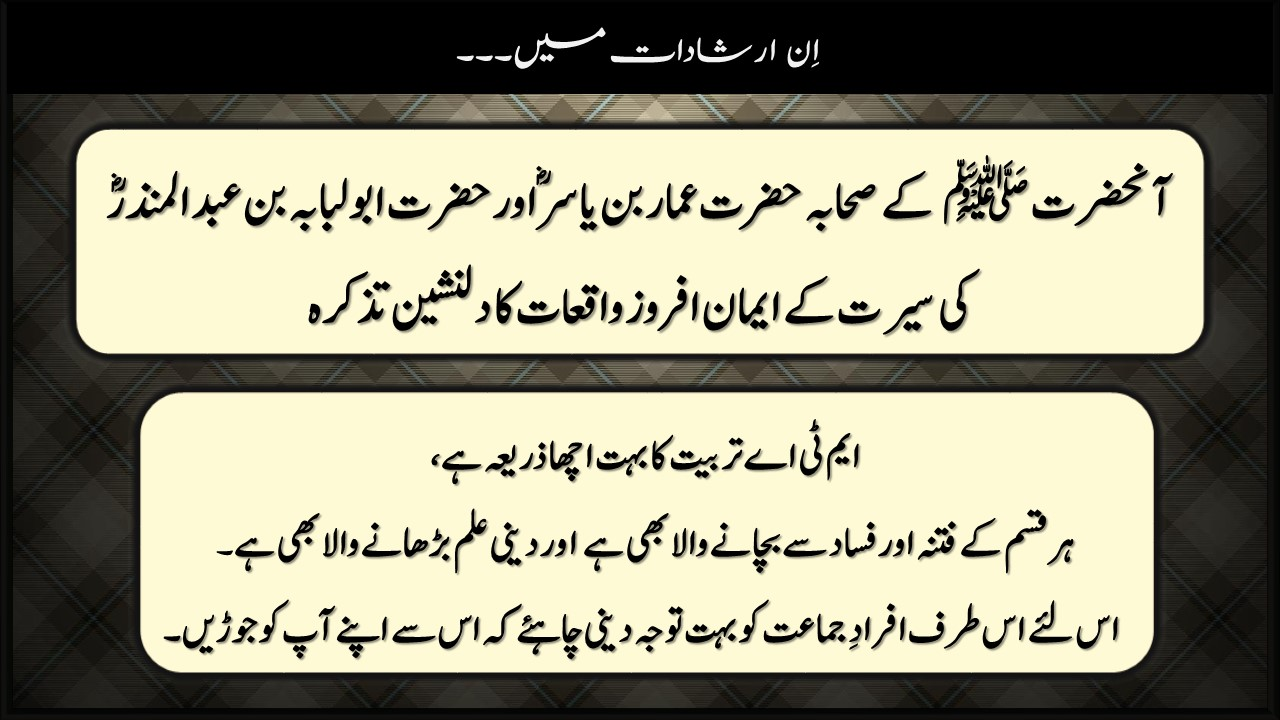 اِن ارشادات میں۔۔۔
آنحضرت ﷺ کے صحابہ حضرت عمار بن یاسرؓ اور حضرت ابولبابہ بن عبد المنذرؓ
کی سیرت کے ایمان افروز واقعات کا دلنشین تذکرہ
ایم ٹی اے تربیت کا بہت اچھا ذریعہ ہے،
ہر قسم کے فتنہ اور فساد سے بچانے والا بھی ہے اور دینی علم بڑھانے والا بھی ہے۔
اس لئے اس طرف افرادِ جماعت کو بہت توجہ دینی چاہئے کہ اس سے اپنے آپ کو جوڑیں۔